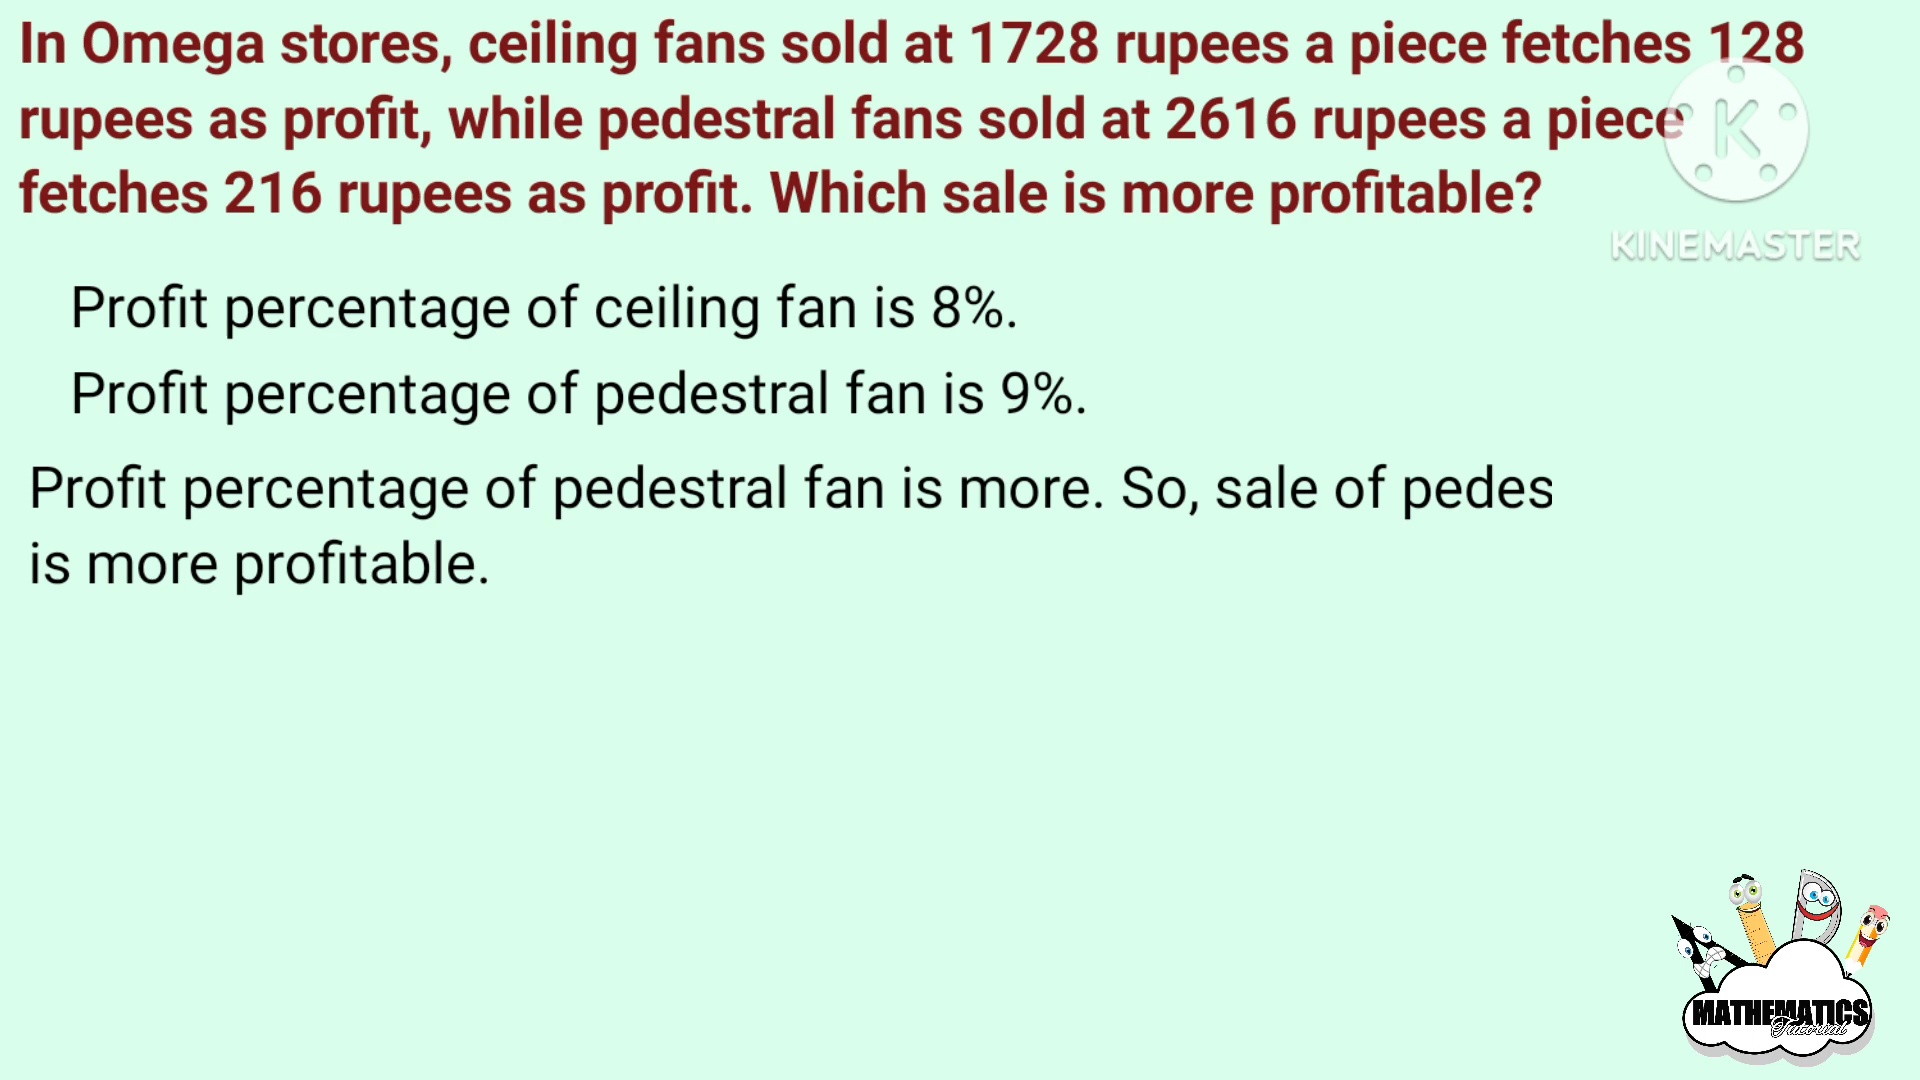 In Omega stores, ceiling fans sold at 1728 rupees a piece fetches 128
rupees as profit, while pedestral fans sold at 2616 rupees a piece
fetches 216 rupees as profit. Which sale is more profitable?
KINEMASTER
Profit percentage of ceiling fan is 8%.
Profit percentage of pedestral fan is 9%.
Profit percentage of pedestral fan is more. So, sale of pedes
is more profitable.
MATHEMATICS
Tutorial